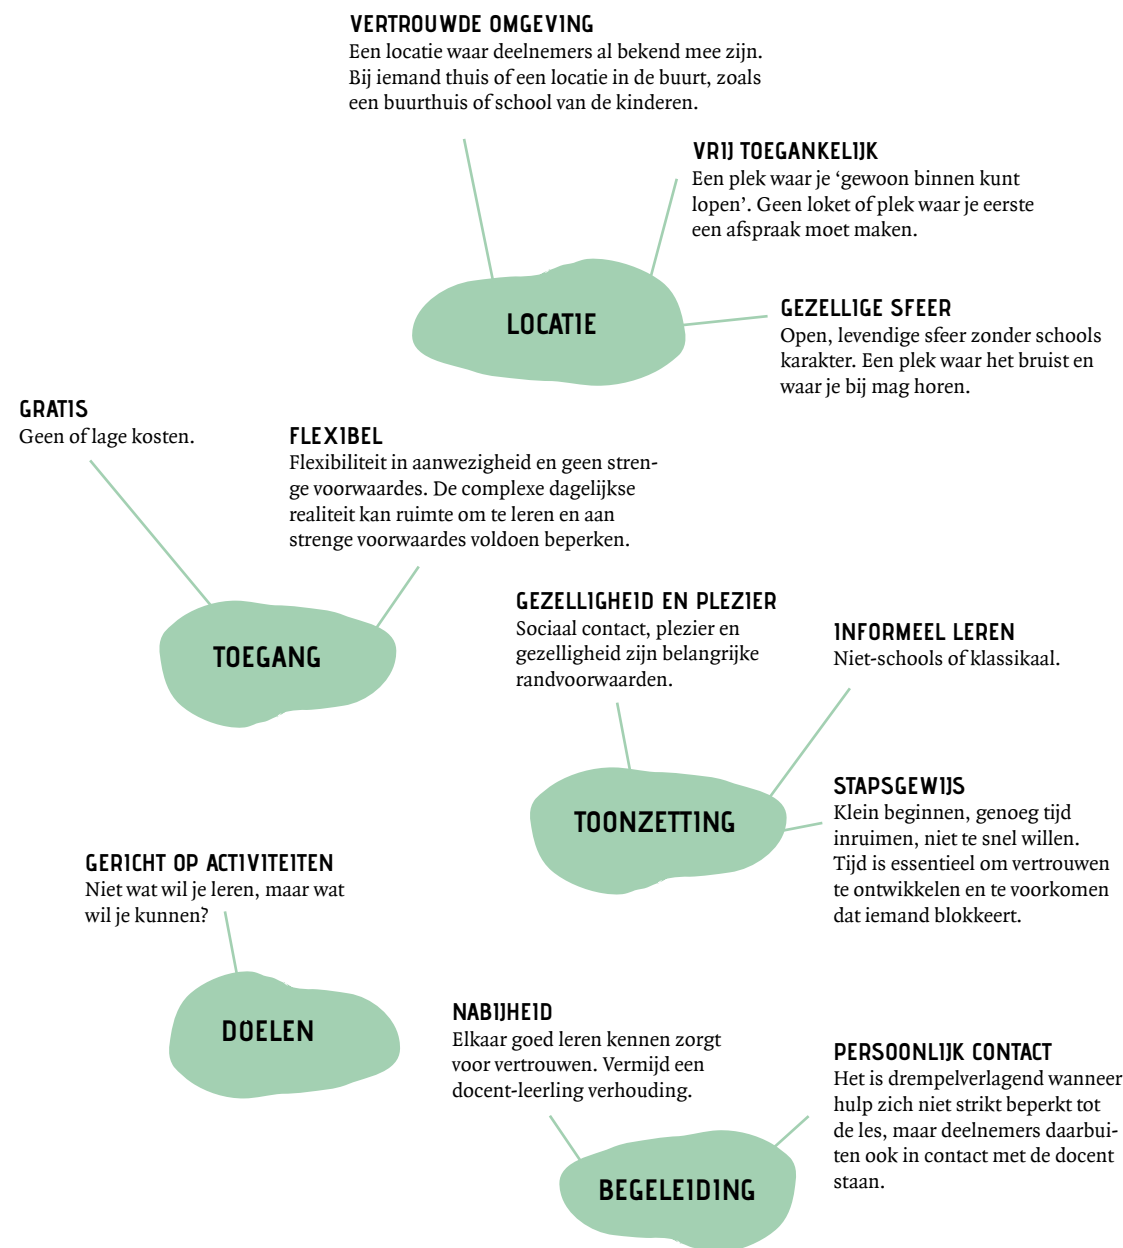 VERTROUWDE OMGEVING
Een locatie waar deelnemers al bekend mee zijn.
Bij iemand thuis of een locatie in de buurt, zoals
een buurthuis of school van de kinderen.
VRIJ TOEGANKELIJK
Een plek waar je ‘gewoon binnen kunt
lopen’. Geen loket of plek waar je eerste
een afspraak moet maken.
LOCATIE
GEZELLIGE SFEER
Open, levendige sfeer zonder schools
karakter. Een plek waar het bruist en
waar je bij mag horen.
GRATIS
Geen of lage kosten.
FLEXIBEL
Flexibiliteit in aanwezigheid en geen stren-
ge voorwaardes. De complexe dagelijkse
realiteit kan ruimte om te leren en aan
strenge voorwaardes voldoen beperken.
TOEGANG
GEZELLIGHEID EN PLEZIER
Sociaal contact, plezier en
gezelligheid zijn belangrijke
randvoorwaarden.
INFORMEEL LEREN
Niet-schools of klassikaal.
TOONZETTING
STAPSGEWIJS
Klein beginnen, genoeg tijd
inruimen, niet te snel willen.
Tijd is essentieel om vertrouwen
te ontwikkelen en te voorkomen
dat iemand blokkeert.
GERICHT OP ACTIVITEITEN
Niet wat wil je leren, maar wat
wil je kunnen?
DOELEN
NABIJHEID
Elkaar goed leren kennen zorgt
voor vertrouwen. Vermijd een
docent-leerling verhouding.
PERSOONLIJK CONTACT
Het is drempelverlagend wanneer
hulp zich niet strikt beperkt tot
de les, maar deelnemers daarbui-
ten ook in contact met de docent
staan.
BEGELEIDING